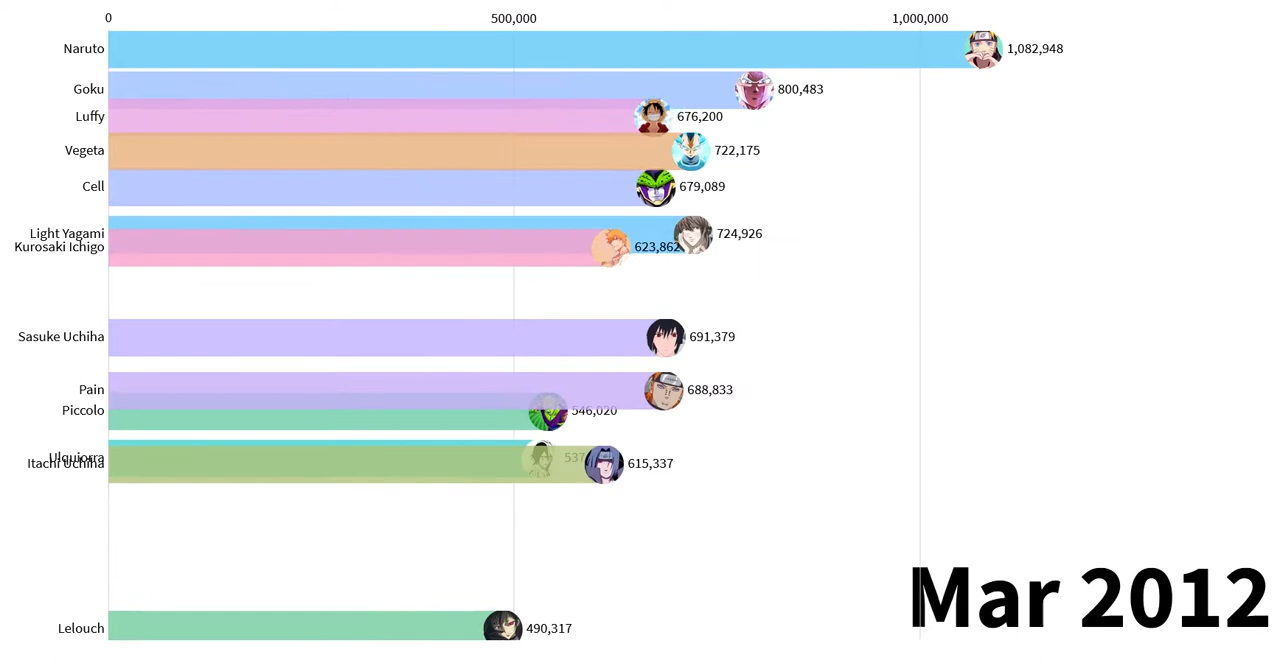 0 500,000 1,000,000
Naruto 1,082,948
Goku 800,483
Luffy 676,200
Vegeta 722,175
Cell 679,089
Light Yagami 724,926
Kurosaki Ichigo 623,862
Sasuke Uchiha 691,379
Pain 688,833
Piccolo 546,020
Ulquiorra 537
Itachi Uchiha 615,337
Lelouch 490,317
Mar 2012